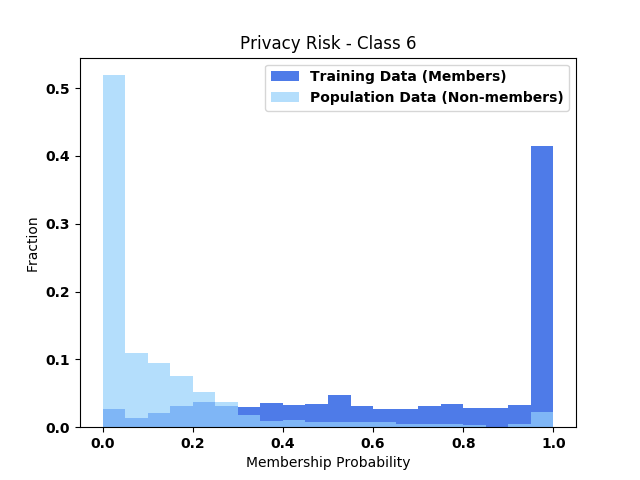 Privacy Risk - Class 6
Training Data (Members)
Population Data (Non-members)
0.5
0.4
0.3
0.2
0.1
0.0
Fraction
0.0 0.2 0.4 0.6 0.8 1.0
Membership Probability